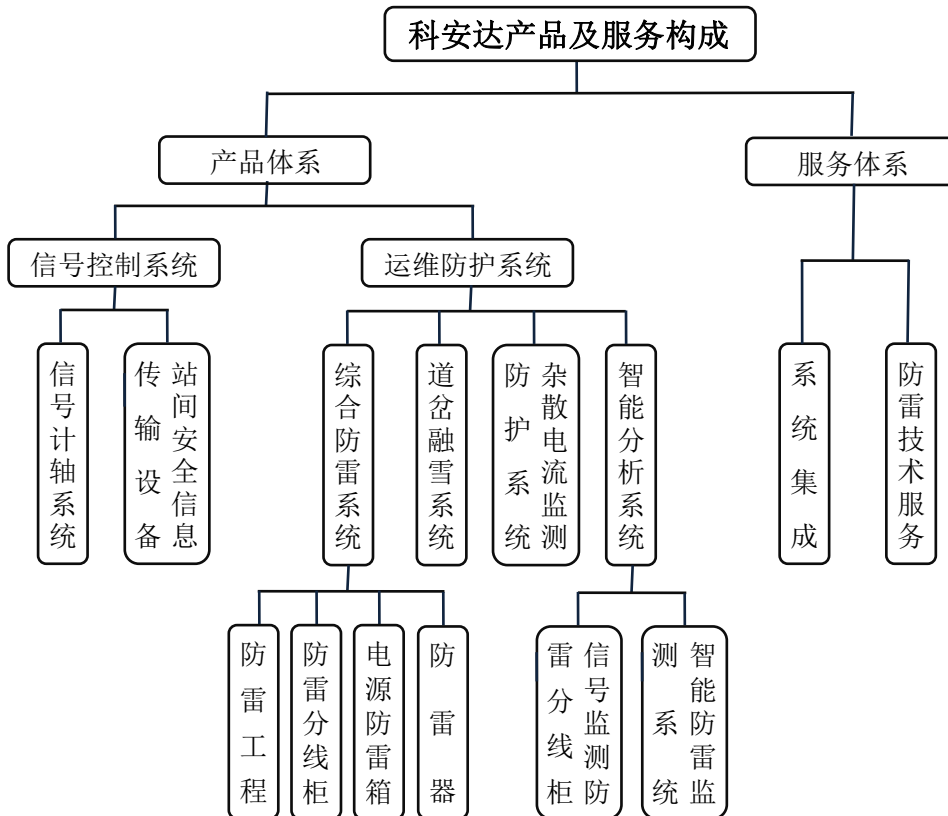 科安达产品及服务构成
产品体系
服务体系
信号控制系统
运维防护系统
信号计轴系统
站间安全信息
传输设备
综合防雷系统
道岔融雪系统
杂散电流监测
防护系统
智能分析系统
系统集成
防雷技术服务
防雷工程
防雷分线柜
电源防雷箱
防雷器
信号监测防
雷分线柜
智能防雷监
测系统